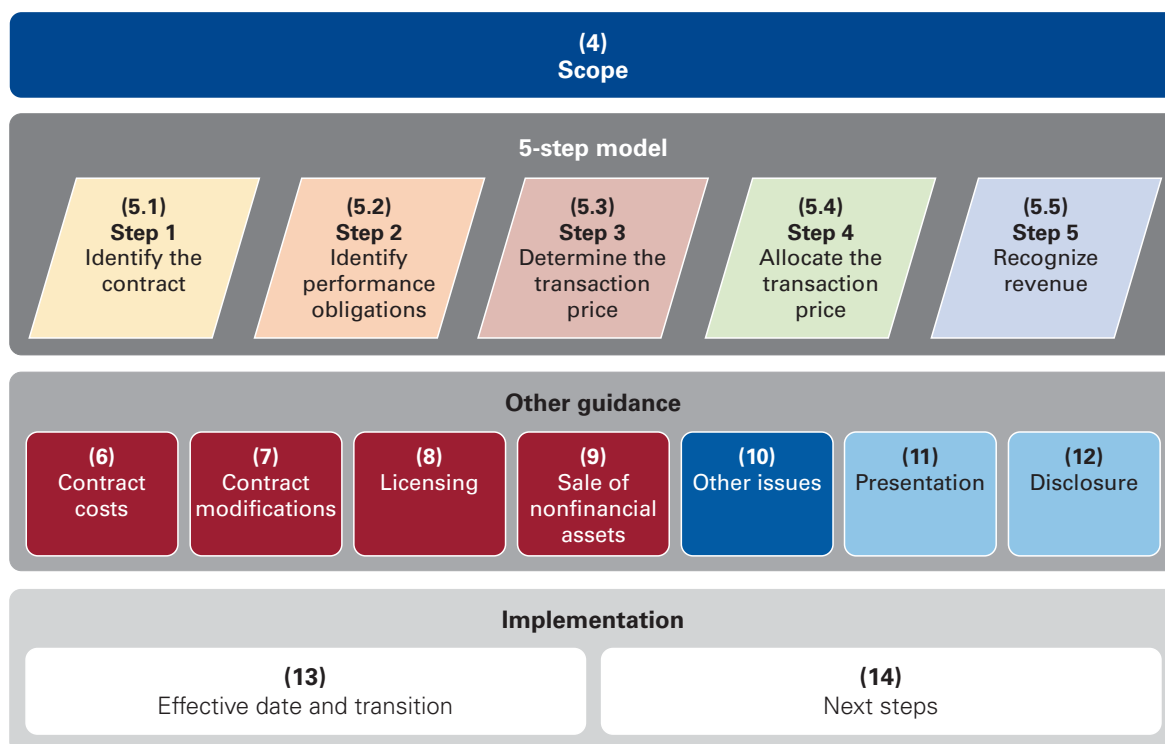 (4)
Scope
5-step model
(5.1)
Step 1
Identify the
contract
(5.2)
Step 2
Identify
performance
obligations
(5.3)
Step 3
Determine the
transaction
price
(5.4)
Step 4
Allocate the
transaction
price
(5.5)
Step 5
Recognize
revenue
Other guidance
(6)
Contract
costs
(7)
Contract
modifications
(8)
Licensing
(9)
Sale of
nonfinancial
assets
(10)
Other issues
(11)
Presentation
(12)
Disclosure
Implementation
(13)
Effective date and transition
(14)
Next steps